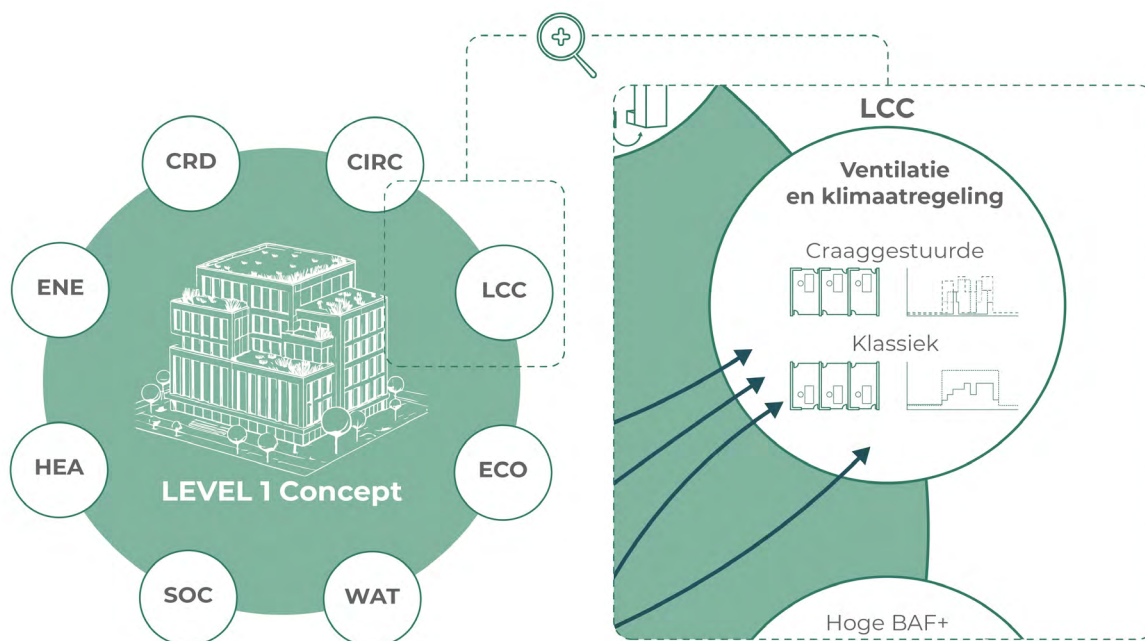 CRD
CIRC
ENE
LCC
HEA
ECO
SOC
WAT
LEVEL 1 Concept
LCC
Ventilatie
en klimaatregeling
Craaggestuurde
Klassiek
Hoge BAF+